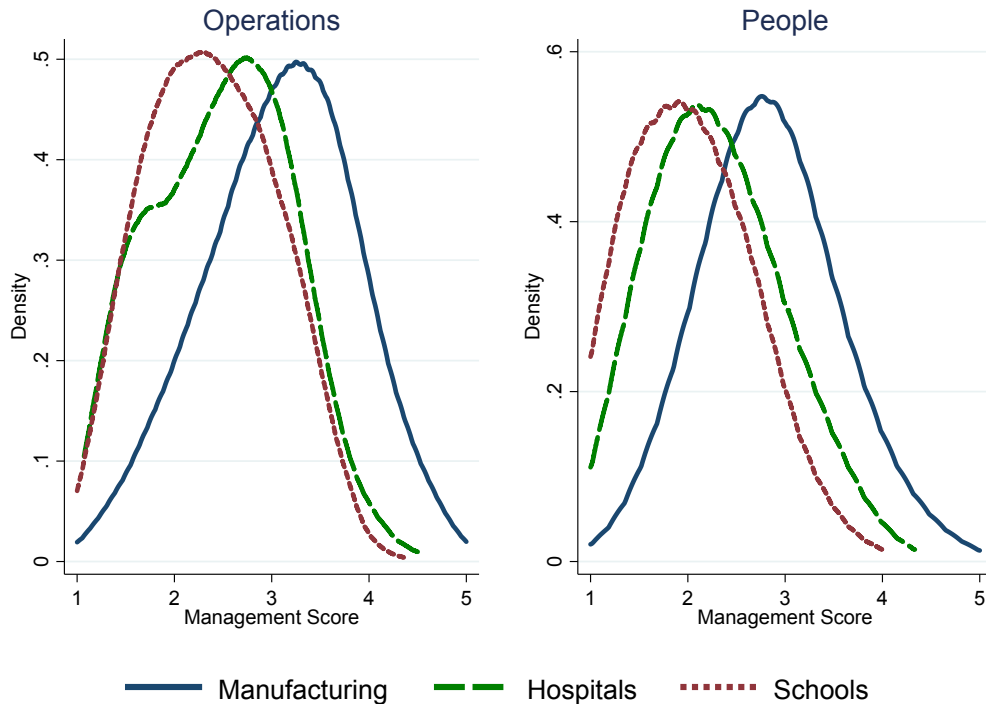 Operations
People
Density
.5
.4
.3
.2
.1
0
1 2 3 4 5
Management Score
Density
.6
.4
.2
0
1 2 3 4 5
Management Score
Manufacturing Hospitals Schools